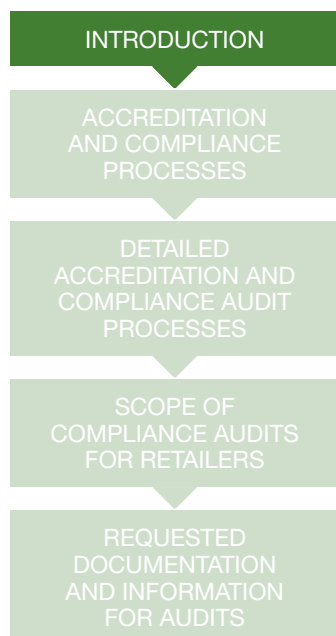 INTRODUCTION
ACCREDITATION
AND COMPLIANCE
PROCESSES
DETAILED
ACCREDITATION AND
COMPLIANCE AUDIT
PROCESSES
SCOPE OF
COMPLIANCE AUDITS
FOR RETAILERS
REQUESTED
DOCUMENTATION
AND INFORMATION
FOR AUDITS